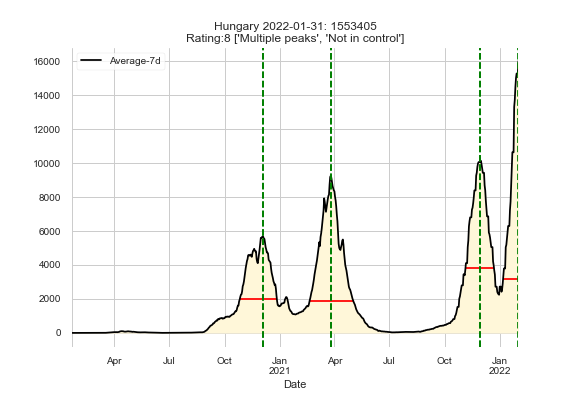 Hungary 2022-01-31: 1553405
Rating:8 ['Multiple peaks', 'Not in control']
Average-7d
16000
14000
12000
10000
8000
6000
4000
2000
0
Apr Jul Oct Jan Apr Jul Oct Jan
2021 2022
Date